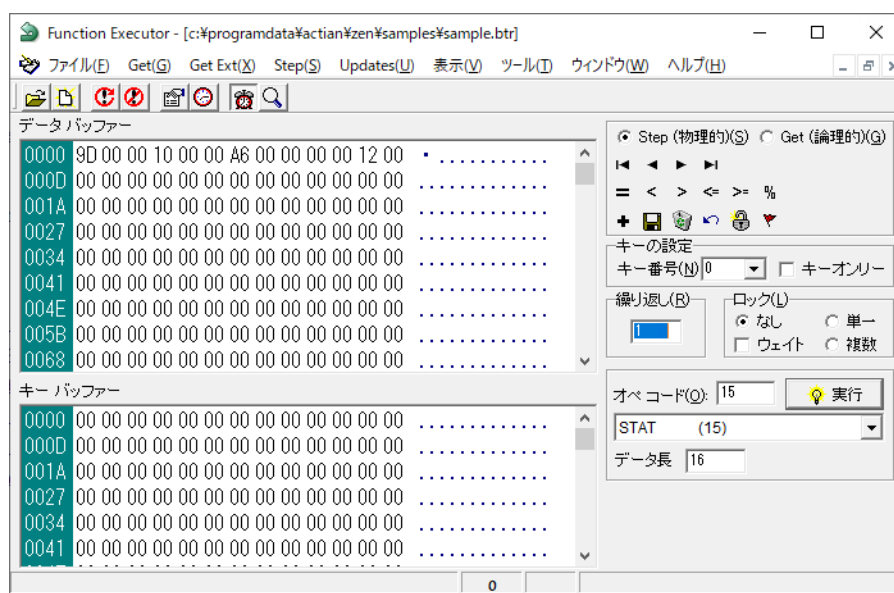 Function Executor - [c:¥programdata¥actian¥zen¥samples¥sample.btr]
ファイル(F) Get(G) Get Ext(X) Step(S) Updates(U) 表示(V) ツール(T) ウィンドウ(W) ヘルプ(H)
データ バッファー
0000 9D 00 00 10 00 00 A6 00 00 00 00 12 00
000D 00 00 00 00 00 00 00 00 00 00 00 00 00
001A 00 00 00 00 00 00 00 00 00 00 00 00 00
0027 00 00 00 00 00 00 00 00 00 00 00 00 00
0034 00 00 00 00 00 00 00 00 00 00 00 00 00
0041 00 00 00 00 00 00 00 00 00 00 00 00 00
004E 00 00 00 00 00 00 00 00 00 00 00 00 00
005B 00 00 00 00 00 00 00 00 00 00 00 00 00
0068 00 00 00 00 00 00 00 00 00 00 00 00 00
キー バッファー
0000 00 00 00 00 00 00 00 00 00 00 00 00 00
000D 00 00 00 00 00 00 00 00 00 00 00 00 00
001A 00 00 00 00 00 00 00 00 00 00 00 00 00
0027 00 00 00 00 00 00 00 00 00 00 00 00 00
0034 00 00 00 00 00 00 00 00 00 00 00 00 00
0041 00 00 00 00 00 00 00 00 00 00 00 00 00
Step (物理的)(S) Get (論理的)(G)
= < > <= >= %
キーの設定
キー番号(N) 0 キーオンリー
繰り返し(R)
1
ロック(L)
なし 単一
ウェイト 複数
オペ コード(O): 15 実行
STAT (15)
データ長 16
0